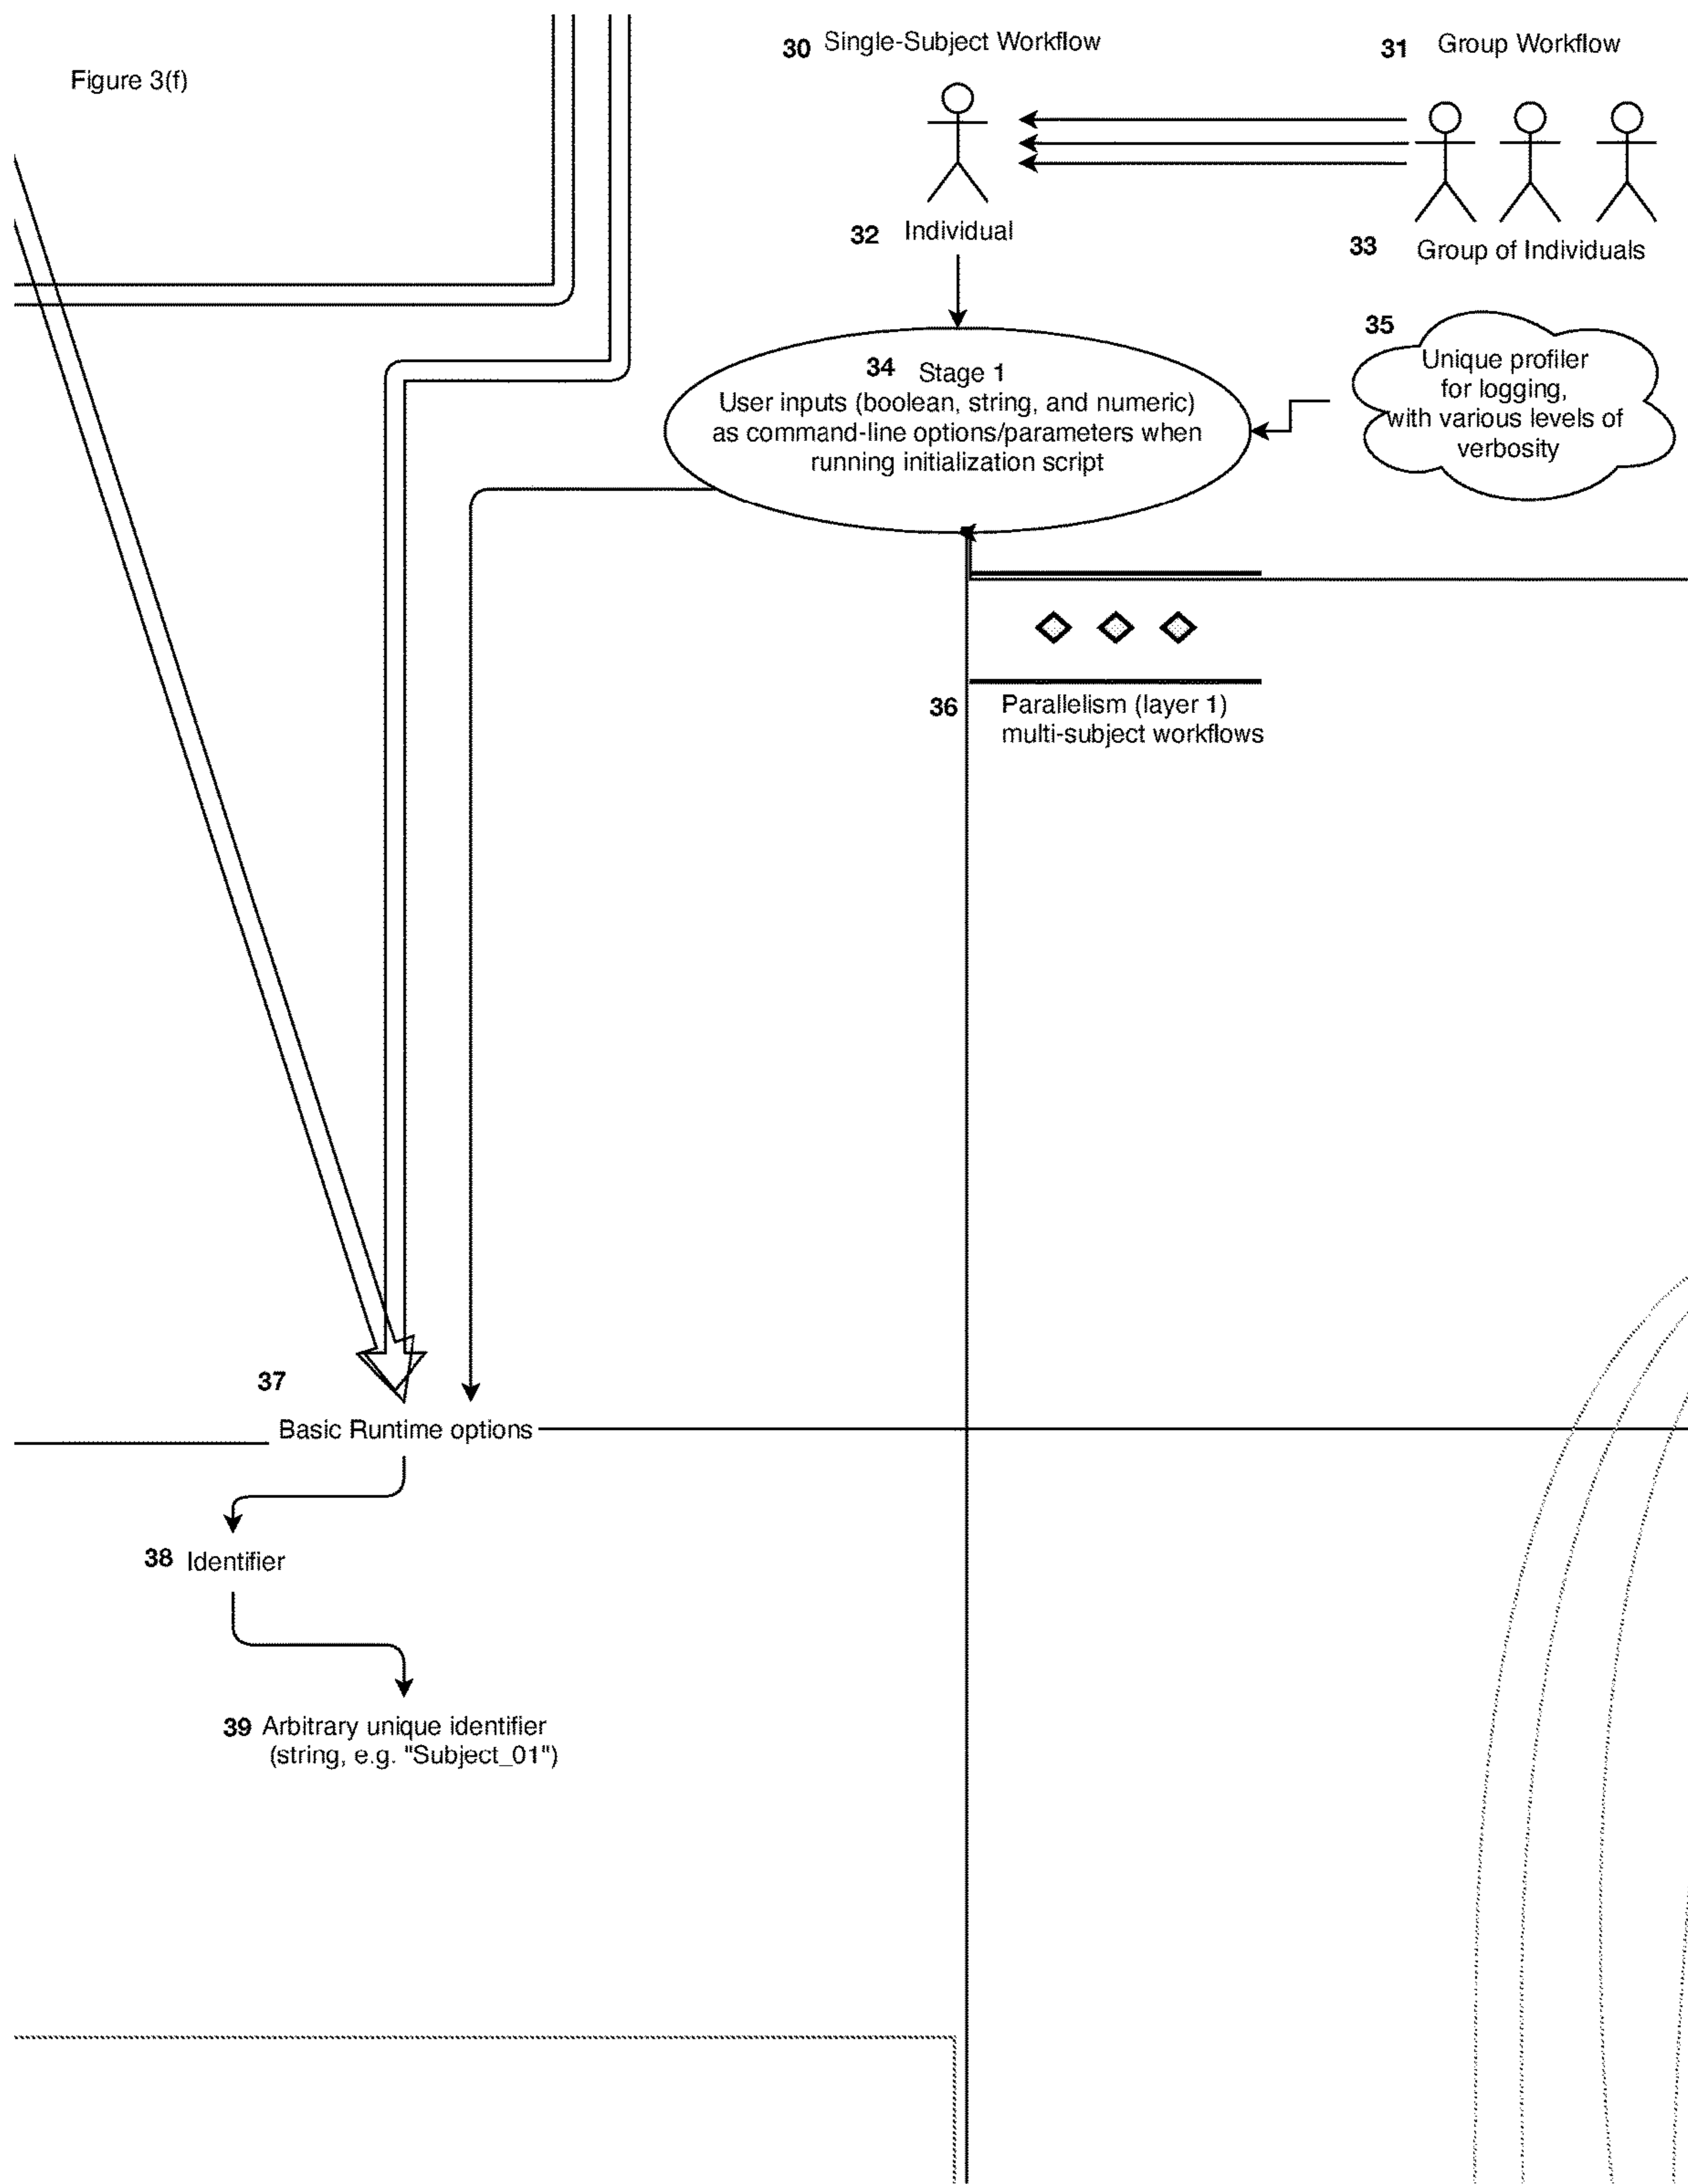 Figure 3(f)
30 Single-Subject Workflow
31 Group Workflow
32 Individual
33 Group of Individuals
34 Stage 1
User inputs (boolean, string, and numeric)
as command-line options/parameters when
running initialization script
35
Unique profiler
for logging,
with various levels of
verbosity
36 Parallelism (layer 1)
multi-subject workflows
37
Basic Runtime options
38 Identifier
39 Arbitrary unique identifier
(string, e.g. "Subject_01")